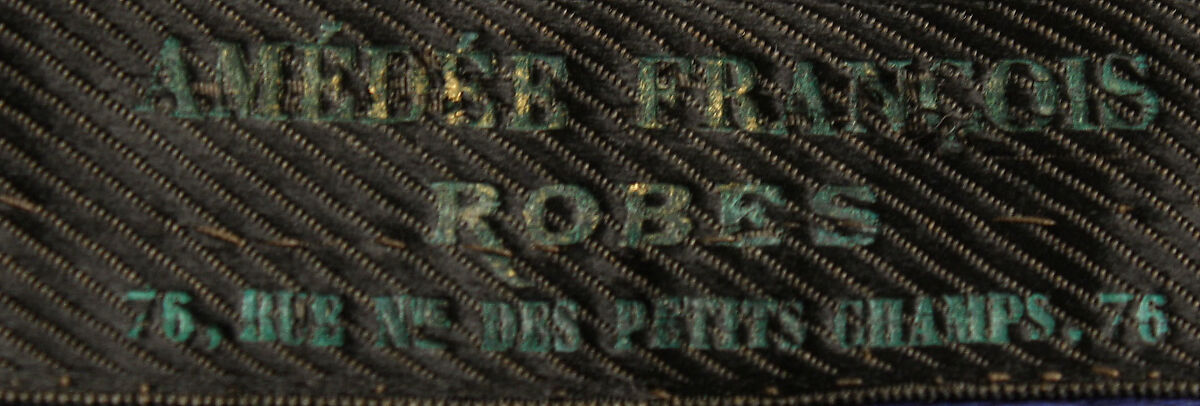 AMÉDÉE FRANÇOIS
ROBES
76, RUE NVE DES PETITS CHAMPS. 76